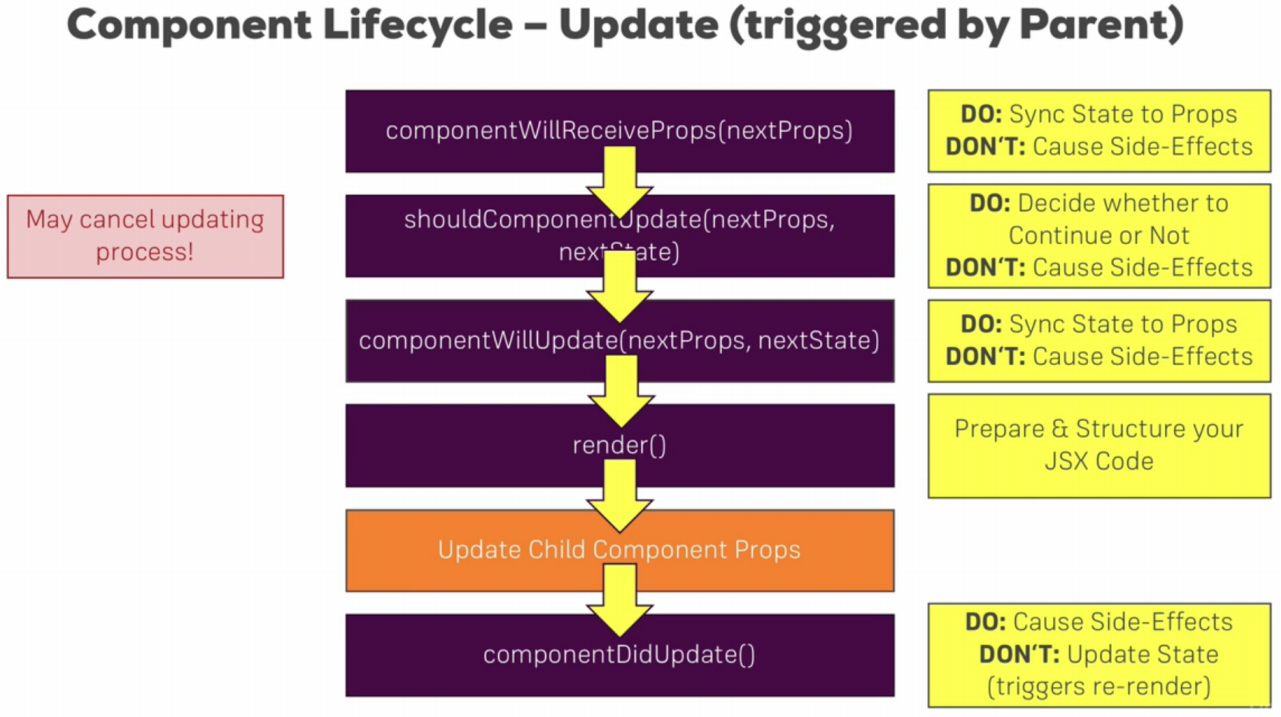 Component Lifecycle – Update (triggered by Parent)
componentWillReceiveProps(nextProps)
DO: Sync State to Props
DON'T: Cause Side-Effects
May cancel updating
process!
shouldComponentUpdate(nextProps,
nextState)
DO: Decide whether to
Continue or Not
DON'T: Cause Side-Effects
componentWillUpdate(nextProps, nextState)
DO: Sync State to Props
DON'T: Cause Side-Effects
render()
Prepare & Structure your
JSX Code
Update Child Component Props
componentDidUpdate()
DO: Cause Side-Effects
DON'T: Update State
(triggers re-render)